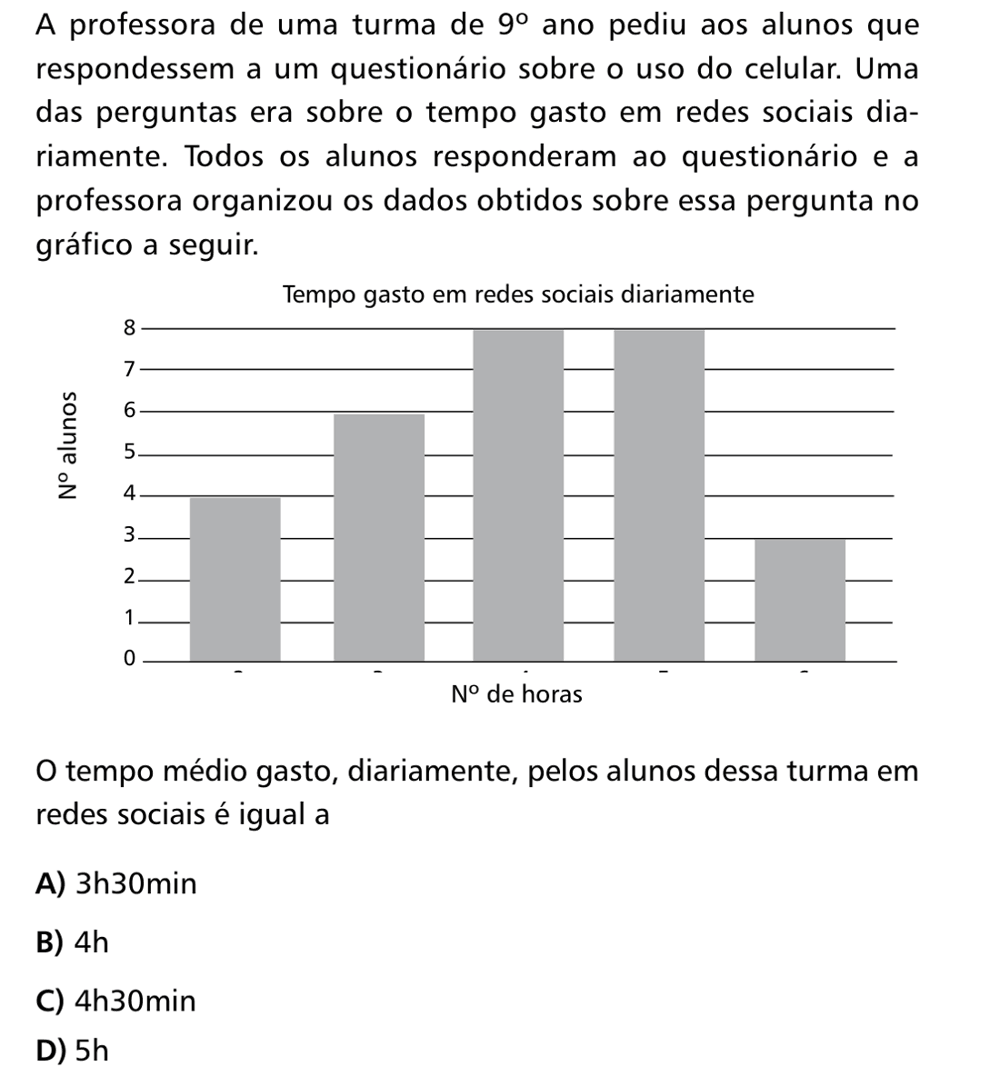 A professora de uma turma de 9º ano pediu aos alunos que
respondessem a um questionário sobre o uso do celular. Uma
das perguntas era sobre o tempo gasto em redes sociais dia-
riamente. Todos os alunos responderam ao questionário e a
professora organizou os dados obtidos sobre essa pergunta no
gráfico a seguir.
Tempo gasto em redes sociais diariamente
8
7
6
5
4
3
2
1
0
Nº alunos
Nº de horas
O tempo médio gasto, diariamente, pelos alunos dessa turma em
redes sociais é igual a
A) 3h30min
B) 4h
C) 4h30min
D) 5h